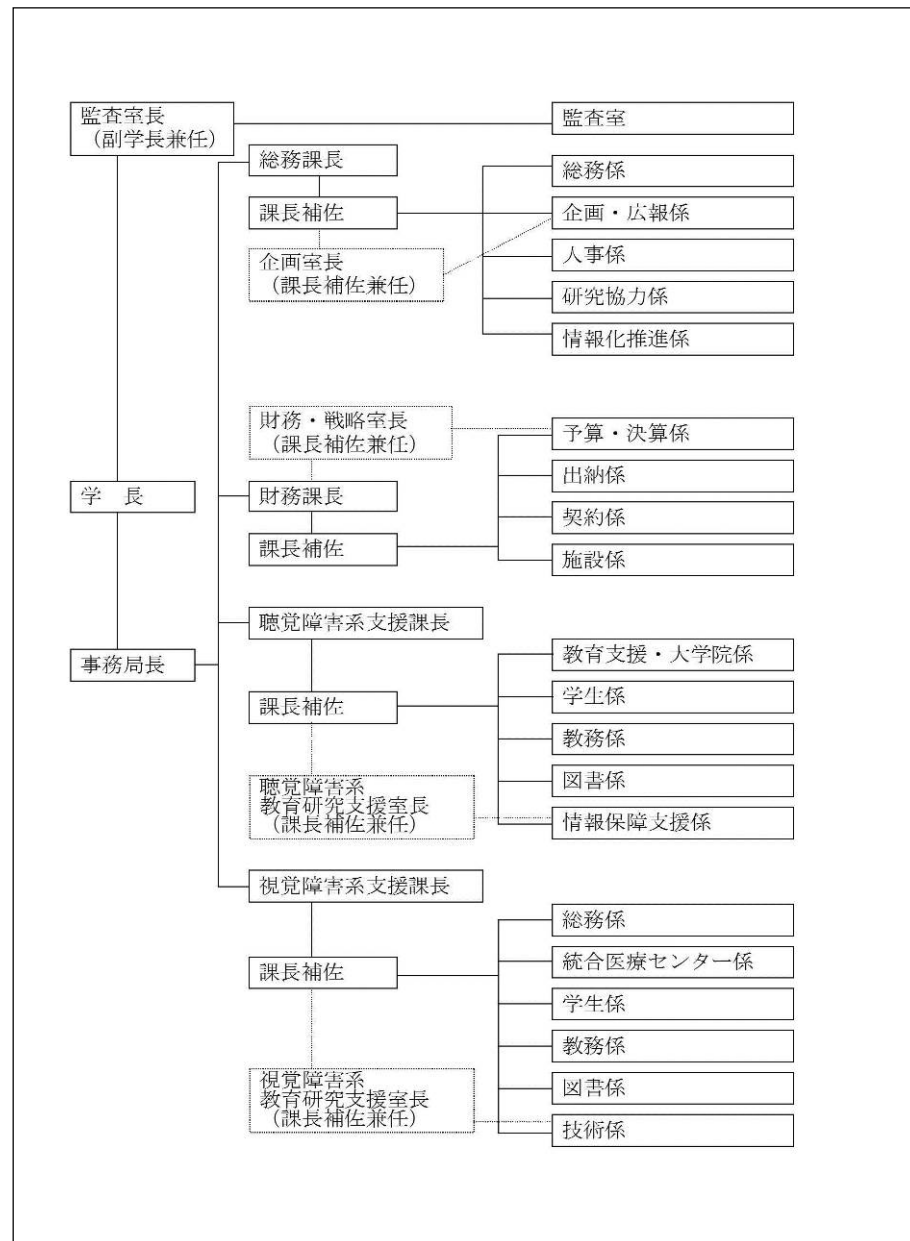 監査室長
（副学長兼任）
監査室
総務課長
課長補佐
企画室長
（課長補佐兼任）
総務係
企画・広報係
人事係
研究協力係
情報化推進係
財務・戦略室長
（課長補佐兼任）
学　長
財務課長
課長補佐
予算・決算係
出納係
契約係
施設係
事務局長
聴覚障害系支援課長
課長補佐
聴覚障害系
教育研究支援室長
（課長補佐兼任）
教育支援・大学院係
学生係
教務係
図書係
情報保障支援係
視覚障害系支援課長
課長補佐
視覚障害系
教育研究支援室長
（課長補佐兼任）
総務係
統合医療センター係
学生係
教務係
図書係
技術係